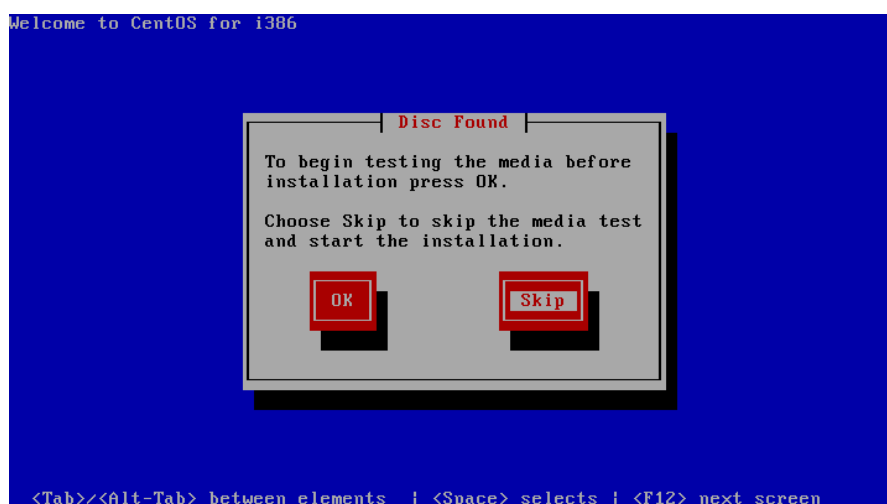 Welcome to CentOS for i386
Disc Found
To begin testing the media before
installation press OK.
Choose Skip to skip the media test
and start the installation.
OK Skip
<Tab>/<Alt-Tab> between elements | <Space> selects | <F12> next screen